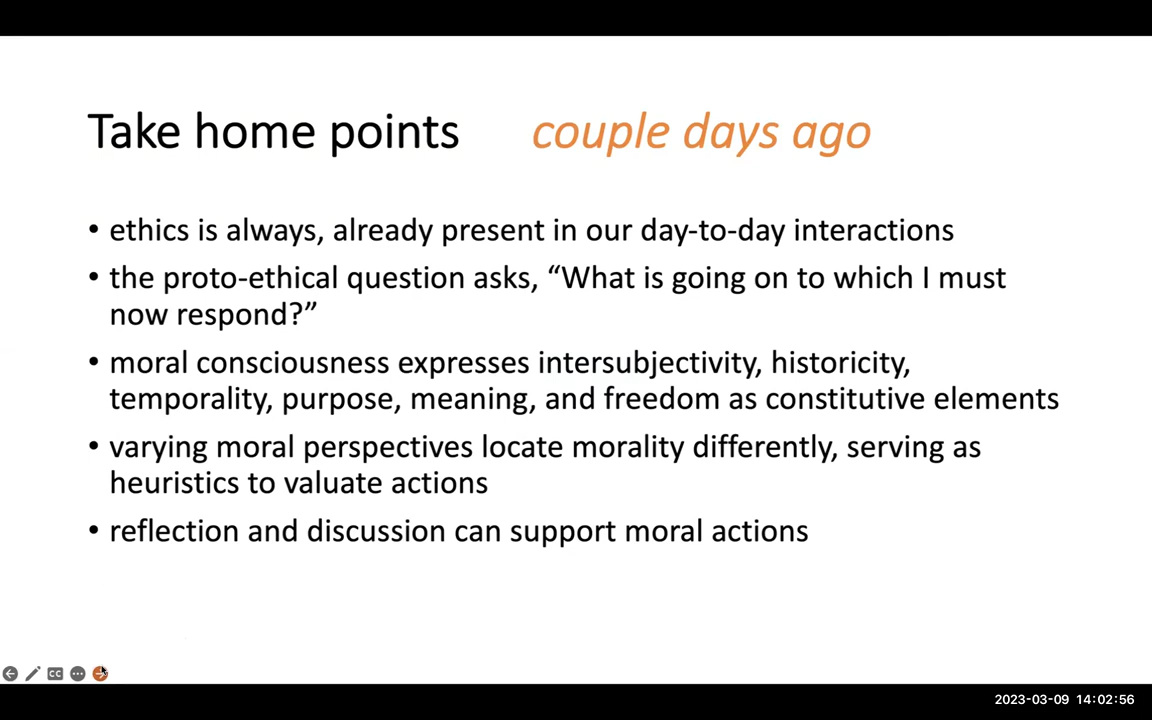 Take home points couple days ago
• ethics is always, already present in our day-to-day interactions
• the proto-ethical question asks, “What is going on to which I must
now respond?”
• moral consciousness expresses intersubjectivity, historicity,
temporality, purpose, meaning, and freedom as constitutive elements
• varying moral perspectives locate morality differently, serving as
heuristics to valuate actions
• reflection and discussion can support moral actions
CC
2023-03-09 14:02:56